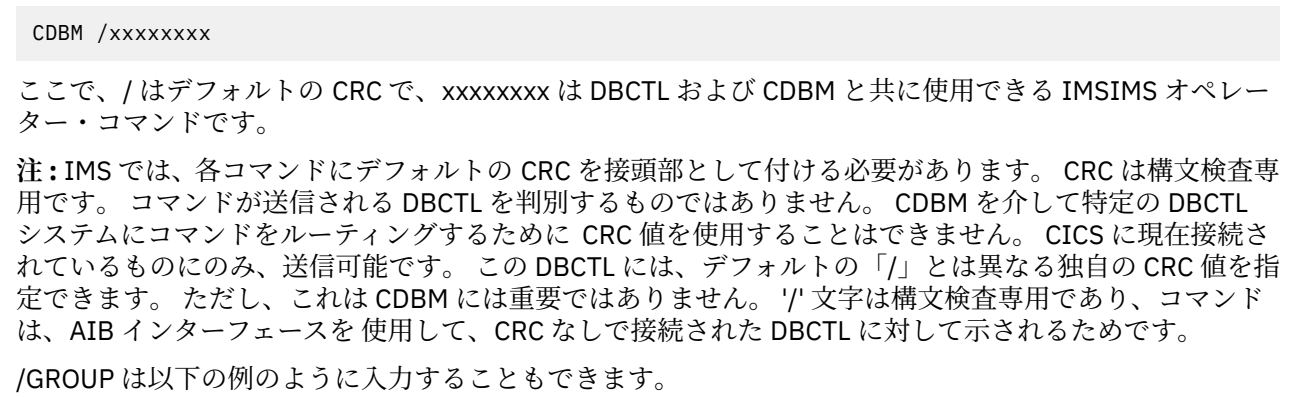 CDBM /xxxxxxxx
ここで、/ はデフォルトの CRC で、xxxxxxxx は DBCTL および CDBM と共に使用できる IMSIMS オペレー
ター・コマンドです。
注 : IMS では、各コマンドにデフォルトの CRC を接頭部として付ける必要があります。 CRC は構文検査専
用です。 コマンドが送信される DBCTL を判別するものではありません。 CDBM を介して特定の DBCTL
システムにコマンドをルーティングするために CRC 値を使用することはできません。 CICS に現在接続さ
れているものにのみ、送信可能です。 この DBCTL には、デフォルトの「/」とは異なる独自の CRC 値を指
定できます。 ただし、これは CDBM には重要ではありません。 '/' 文字は構文検査専用であり、コマンド
は、AIB インターフェースを 使用して、CRC なしで接続された DBCTL に対して示されるためです。
/GROUP は以下の例のように入力することもできます。